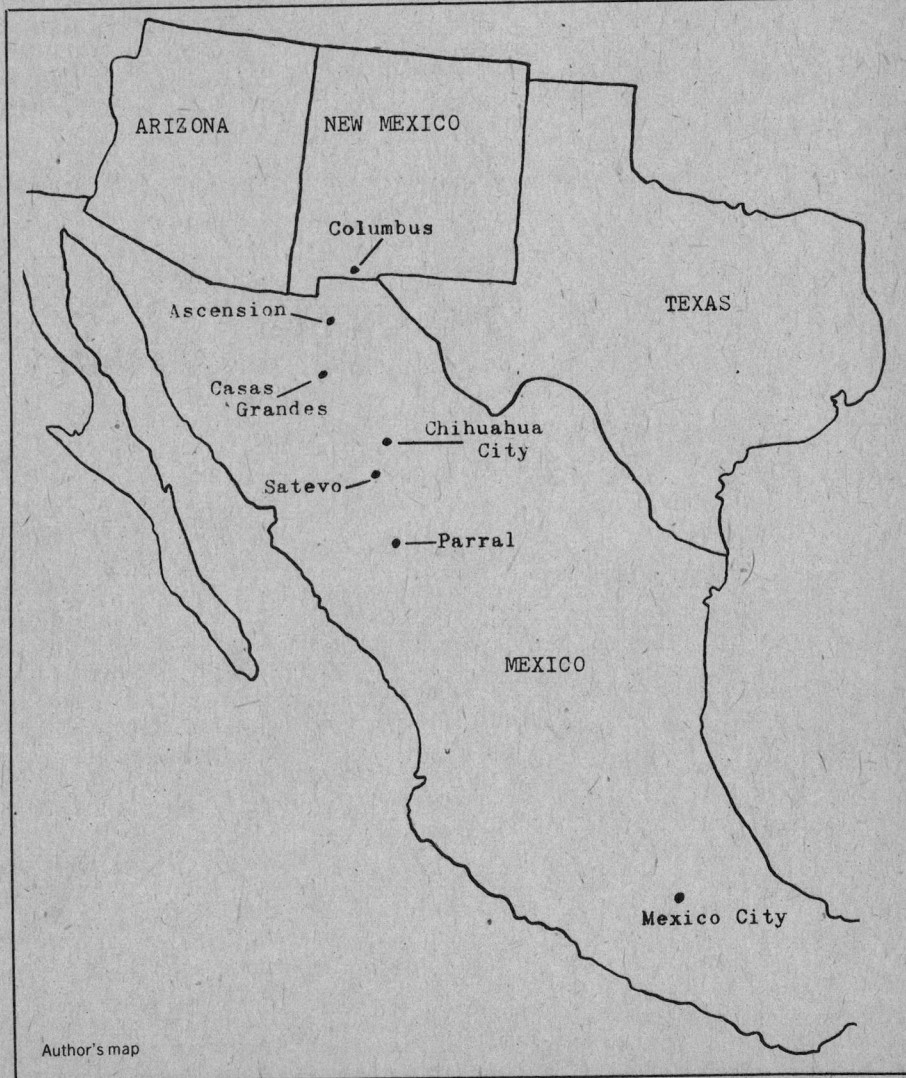 ARIZONA
NEW MEXICO
Columbus
Ascension
TEXAS
Casas
Grandes
Chihuahua
City
Satevo
Parral
MEXICO
Mexico City
Author's map